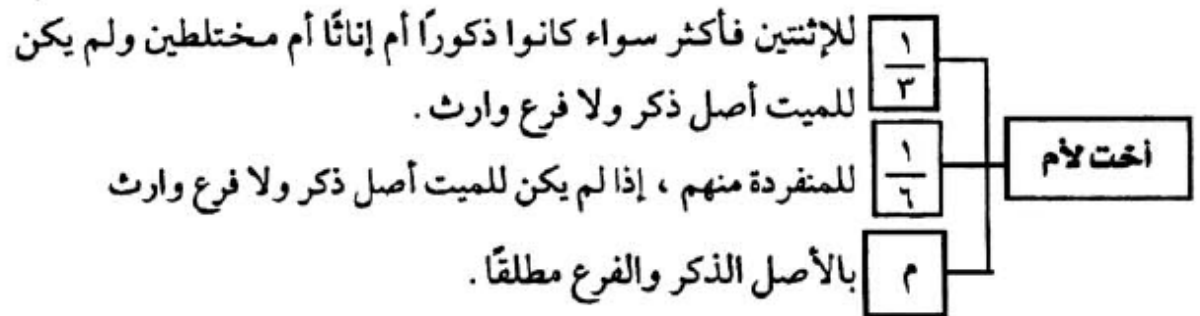 أخت لأم
١
٣
للإثنتين فأكثر سواء كانوا ذكورًا أم إناثًا أم مختلطين ولم يكن
للميت أصل ذكر ولا فرع وارث .
١
٦
للمنفردة منهم ، إذا لم يكن للميت أصل ذكر ولا فرع وارث
م
بالأصل الذكر والفرع مطلقًا .